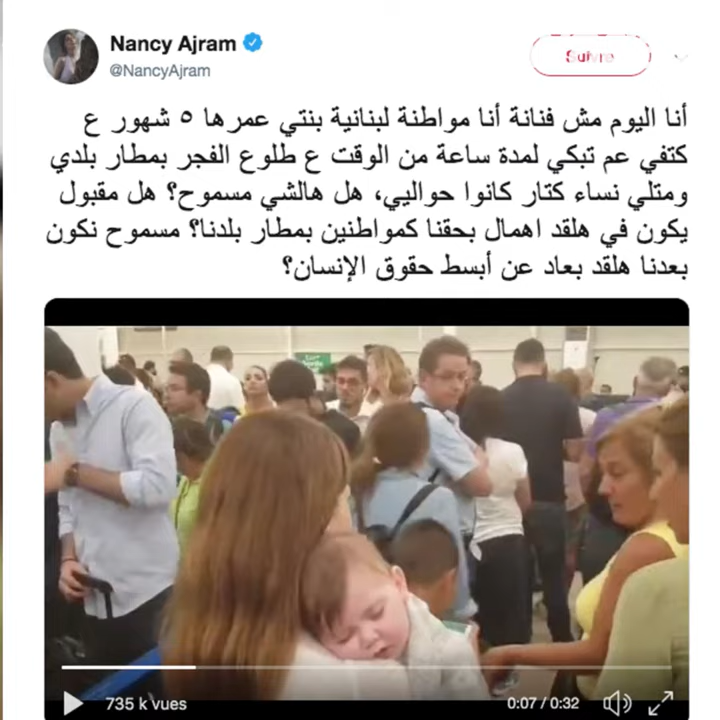 Nancy Ajram
@NancyAjram
Suivre
أنا اليوم مش فنانة أنا مواطنة لبنانية بنتي عمرها ٥ شهور ع
كتفي عم تبكي لمدة ساعة من الوقت ع طلوع الفجر بمطار بلدي
ومتلي نساء كتار كانوا حواليي، هل هالشي مسموح؟ هل مقبول
يكون في هلقد اهمال بحقنا كمواطنين بمطار بلدنا؟ مسموح نكون
بعدنا هلقد بعاد عن أبسط حقوق الإنسان؟
735 k vues
0:07 / 0:32